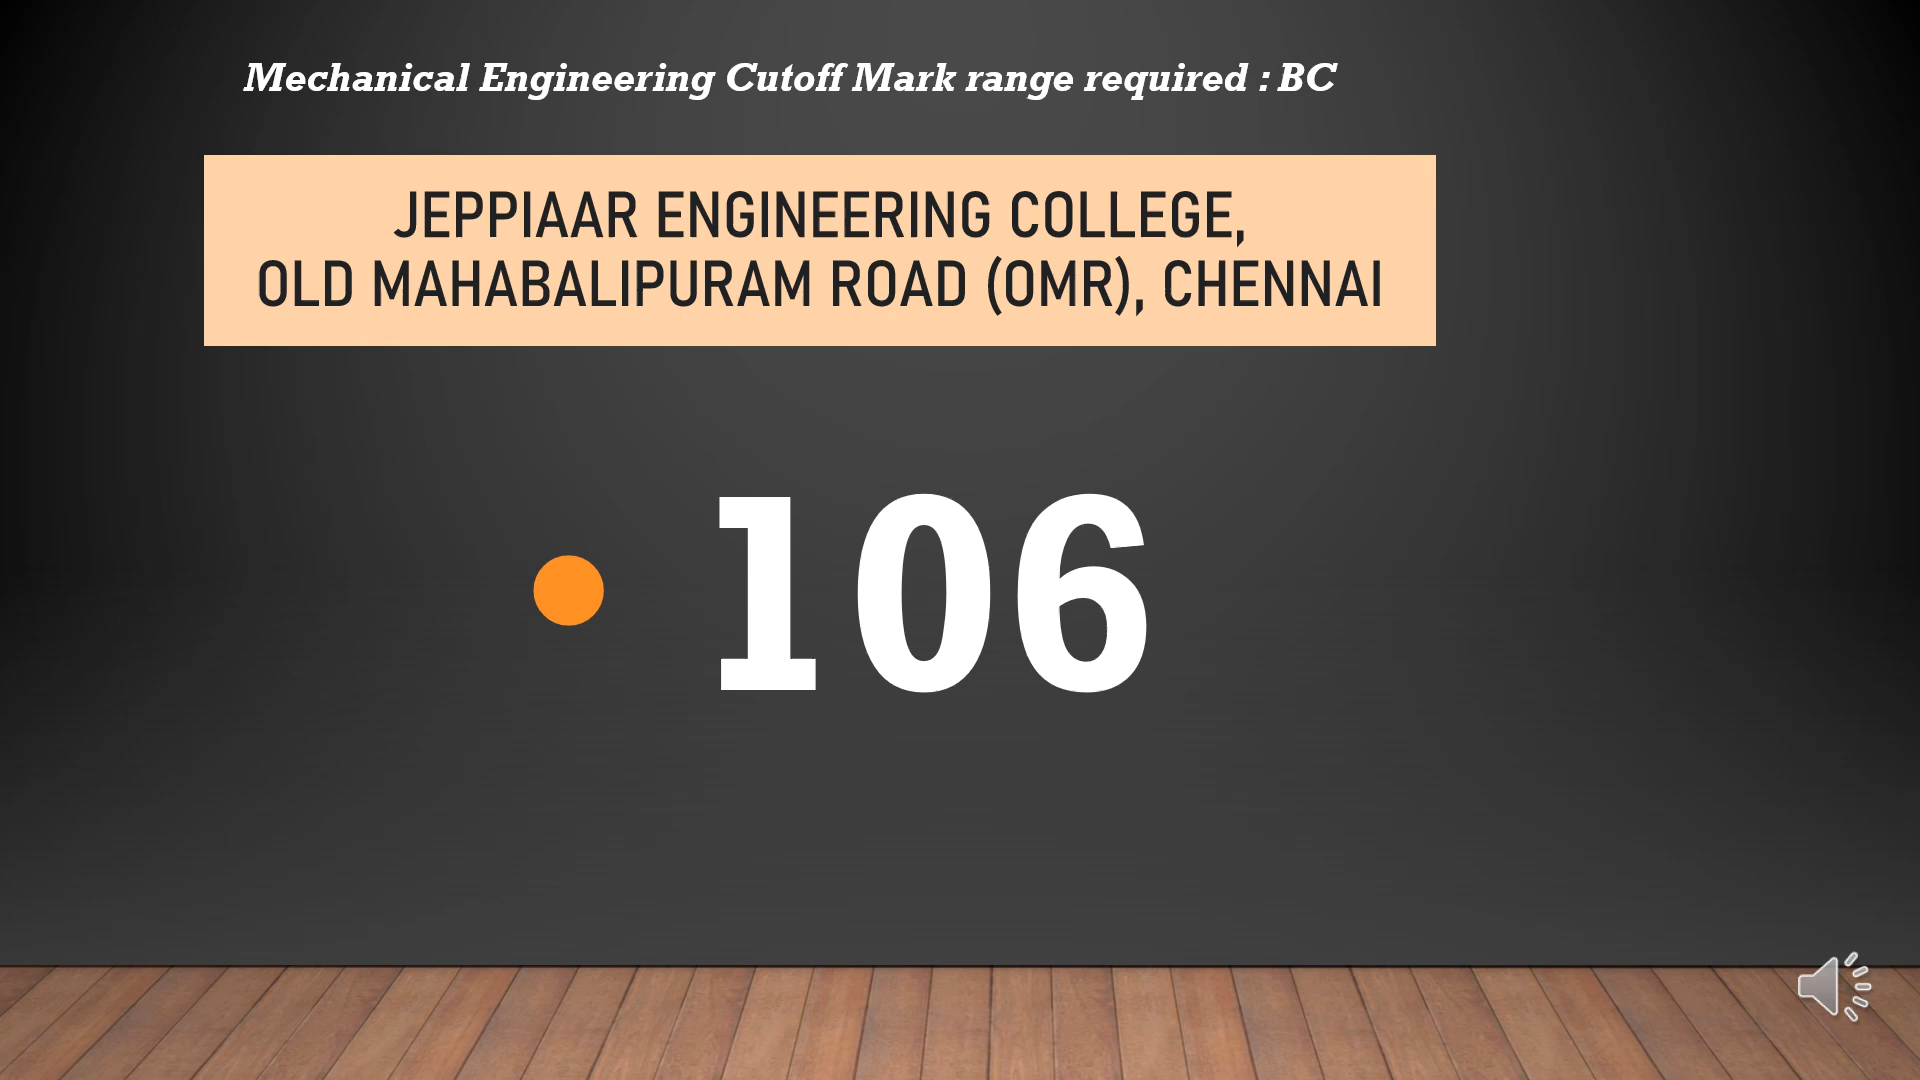 Mechanical Engineering Cutoff Mark range required : BC
JEPPIAAR ENGINEERING COLLEGE,
OLD MAHABALIPURAM ROAD (OMR), CHENNAI
106